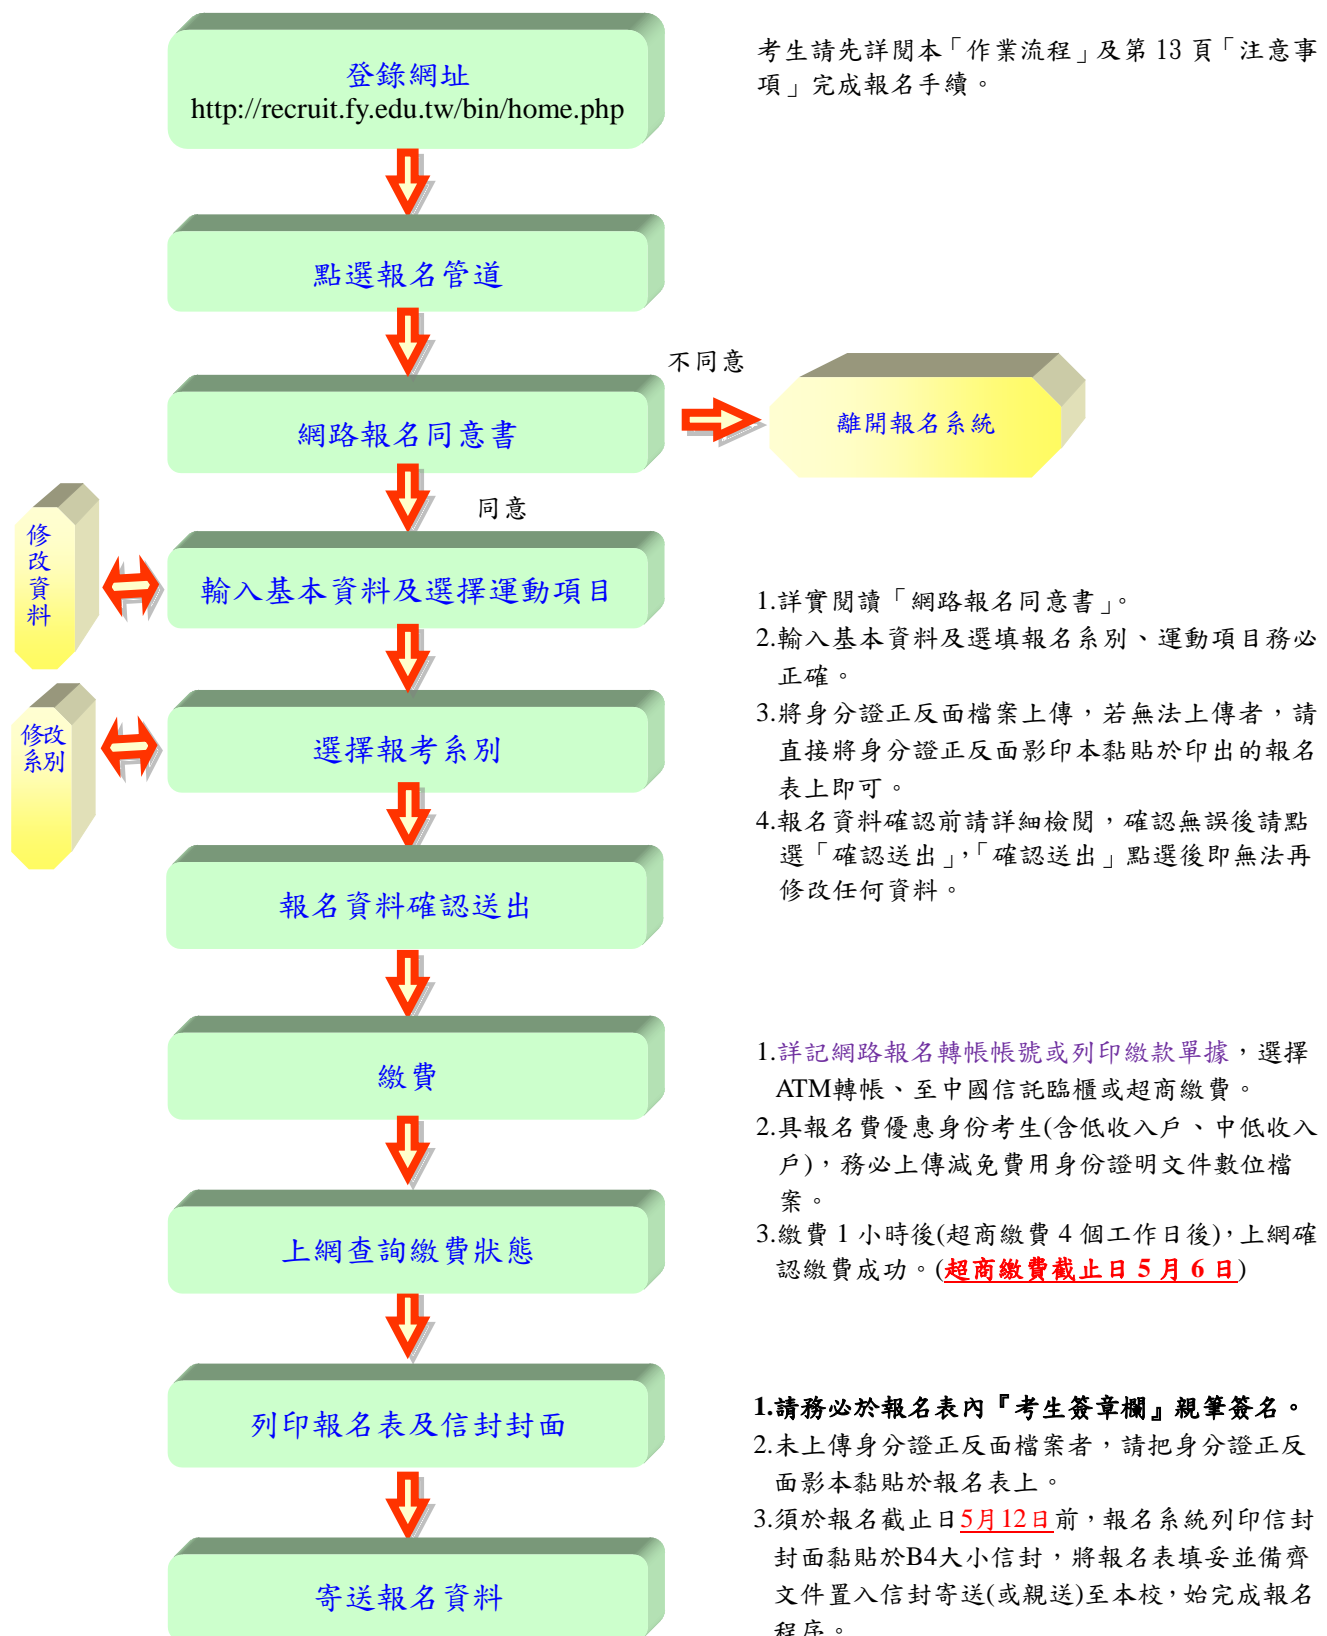 登錄網址
http://recruit.fy.edu.tw/bin/home.php
考生請先詳閱本「作業流程」及第 13 頁「注意事
項」完成報名手續。
點選報名管道
不同意
網路報名同意書
離開報名系統
同意
修改資料
輸入基本資料及選擇運動項目
1.詳實閱讀「網路報名同意書」。
2.輸入基本資料及選填報名系別、運動項目務必
正確。
3.將身分證正反面檔案上傳，若無法上傳者，請
直接將身分證正反面影印本黏貼於印出的報名
表上即可。
4.報名資料確認前請詳細檢閱，確認無誤後請點
選「確認送出」，「確認送出」點選後即無法再
修改任何資料。
修改
系別
選擇報考系別
報名資料確認送出
繳費
1.詳記網路報名轉帳帳號或列印繳款單據，選擇
ATM轉帳、至中國信託臨櫃或超商繳費。
2.具報名費優惠身份考生(含低收入戶、中低收入
戶)，務必上傳減免費用身份證明文件數位檔
案。
3.繳費 1 小時後(超商繳費 4 個工作日後)，上網確
認繳費成功。(超商繳費截止日 5 月 6 日)
上網查詢繳費狀態
列印報名表及信封封面
1.請務必於報名表內『考生簽章欄』親筆簽名。
2.未上傳身分證正反面檔案者，請把身分證正反
面影本黏貼於報名表上。
3.須於報名截止日5月12日前，報名系統列印信封
封面黏貼於B4大小信封，將報名表填妥並備齊
文件置入信封寄送(或親送)至本校，始完成報名
程序。
寄送報名資料